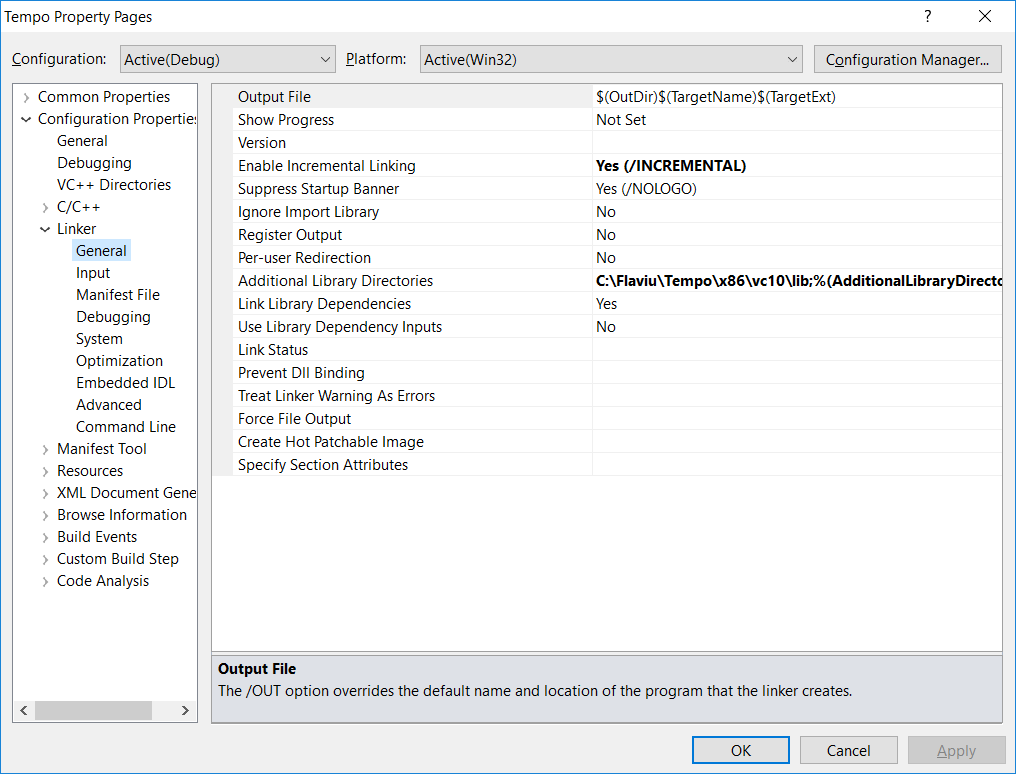 Tempo Property Pages
?
Configuration: Active(Debug) Platform: Active(Win32) Configuration Manager...
Common Properties
Configuration Propertie
General
Debugging
VC++ Directories
C/C++
Linker
General
Input
Manifest File
Debugging
System
Optimization
Embedded IDL
Advanced
Command Line
Manifest Tool
Resources
XML Document Gene
Browse Information
Build Events
Custom Build Step
Code Analysis
Output File $(OutDir)$(TargetName)$(TargetExt)
Show Progress Not Set
Version
Enable Incremental Linking Yes (/INCREMENTAL)
Suppress Startup Banner Yes (/NOLOGO)
Ignore Import Library No
Register Output No
Per-user Redirection No
Additional Library Directories C:\Flaviu\Tempo\x86\vc10\lib;%(AdditionalLibraryDirecto
Link Library Dependencies Yes
Use Library Dependency Inputs No
Link Status
Prevent Dll Binding
Treat Linker Warning As Errors
Force File Output
Create Hot Patchable Image
Specify Section Attributes
Output File
The /OUT option overrides the default name and location of the program that the linker creates.
OK Cancel Apply